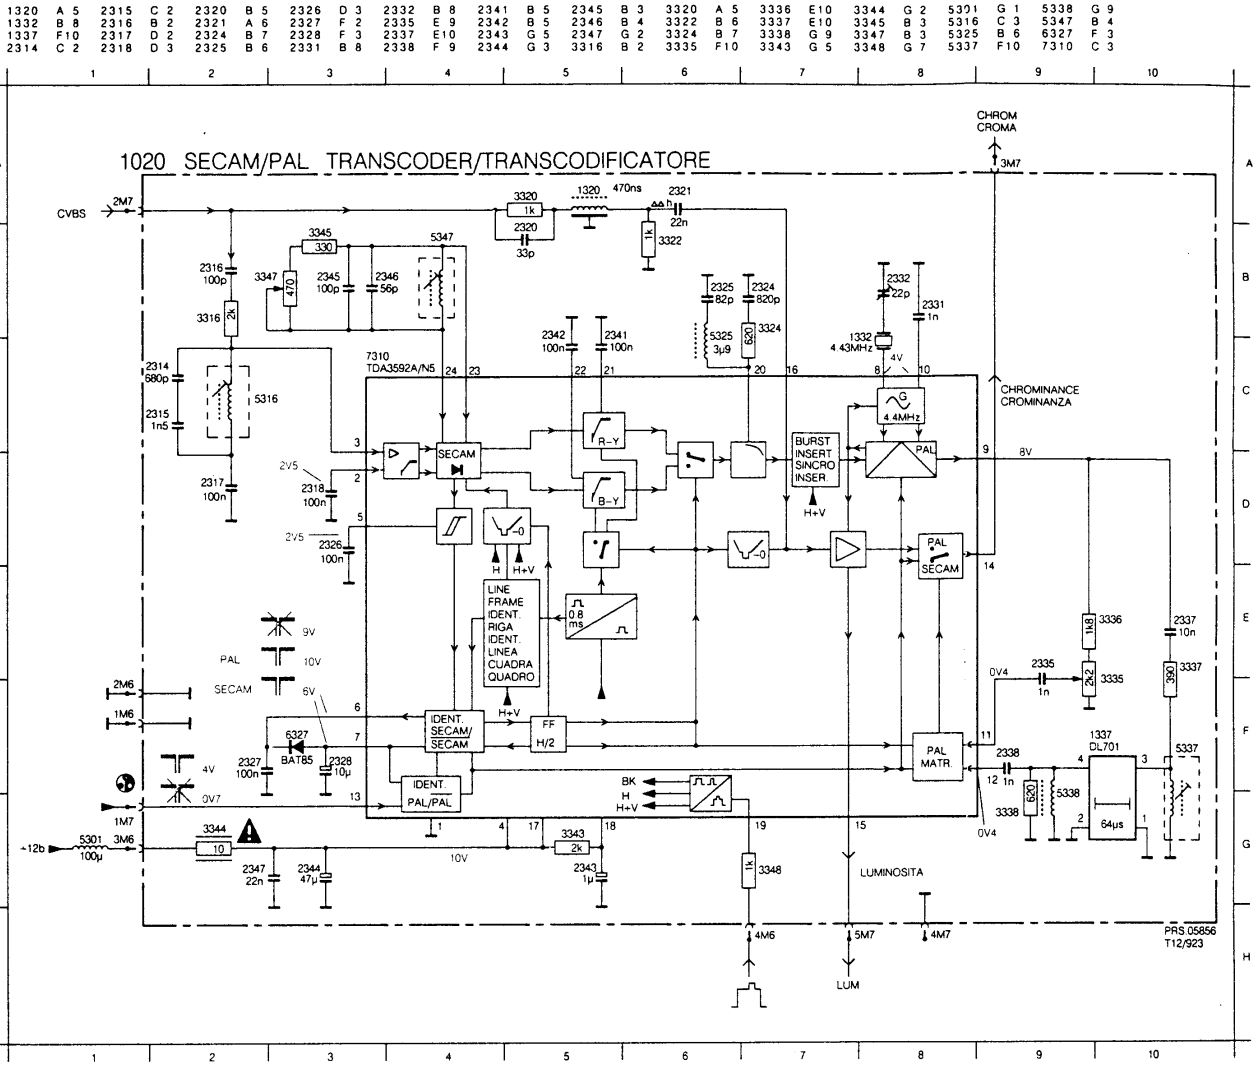 1320 A 5 2315 C 2 2320 B 5 2326 D 3 2332 B 8 2341 B 5 2345 B 3 3320 A 5 3336 E10 3344 G 2 5301 G 1 5338 G 9
1332 B 8 2316 B 2 2321 A 6 2327 F 2 2335 E 9 2342 B 5 2346 B 4 3322 B 6 3337 E10 3345 B 3 5316 C 3 5347 B 4
1337 F10 2317 D 2 2324 B 7 2328 F 3 2337 E10 2343 G 5 2347 G 2 3324 B 7 3338 G 9 3347 B 3 5325 B 6 6327 F 3
2314 C 2 2318 D 3 2325 B 6 2331 B 8 2338 F 9 2344 G 3 3316 B 2 3335 F10 3343 G 5 3348 G 7 5337 F10 7310 C 3
1 2 3 4 5 6 7 8 9 10
CHROM
CROMA
3M7
A
1020 SECAM/PAL TRANSCODER/TRANSCODIFICATORE
CVBS
2M7
3320
1k
2320
33p
1320
470ns
2321
22n
1k
3322
3345
330
5347
3347
470
2345
100p
2346
56p
2316
100p
3316
2k
2325
82p
2324
820p
2332
22p
2331
1n
B
5325
3µ9
620
3324
1332
4.43MHz
4V
2342
100n
2341
100n
7310
TDA3592A/N5
24 23 22 21 20 16 8 10
2314
680p
2315
1n5
5316
G
4.4MHz
CHROMINANCE
CROMINANZA
C
3
SECAM
R-Y
BURST
INSERT
SINCRO
INSER.
PAL
9
8V
2V5
2
2317
100n
2318
100n
B-Y
H+V
D
5
2V5
2326
100n
-0
-0
PAL
SECAM
14
H
H+V
LINE
FRAME
IDENT.
RIGA
IDENT.
LINEA
CUADRA
QUADRO
0.8
ms
9V
PAL
10V
SECAM
6V
1k8
3336
2337
10n
E
2M6
1M6
0V4
2335
1n
2k2
3335
390
3337
H+V
6
IDENT.
SECAM/
SECAM
FF
H/2
7
6327
BAT85
2327
100n
2328
10µ
PAL
MATR.
11
12
2338
1n
1337
DL701
4
3
5337
F
4V
0V7
IDENT.
PAL/PAL
BK
H
H+V
13
620
3338
5338
64µs
2
1
0V4
1M7
3M6
+12b
5301
100µ
3344
10
1 4 17 18 19 15
10V
3343
2k
2343
1µ
2347
22n
2344
47µ
1k
3348
LUMINOSITA
G
4M6
5M7
4M7
PRS.05856
T12/923
LUM
H
1 2 3 4 5 6 7 8 9 10